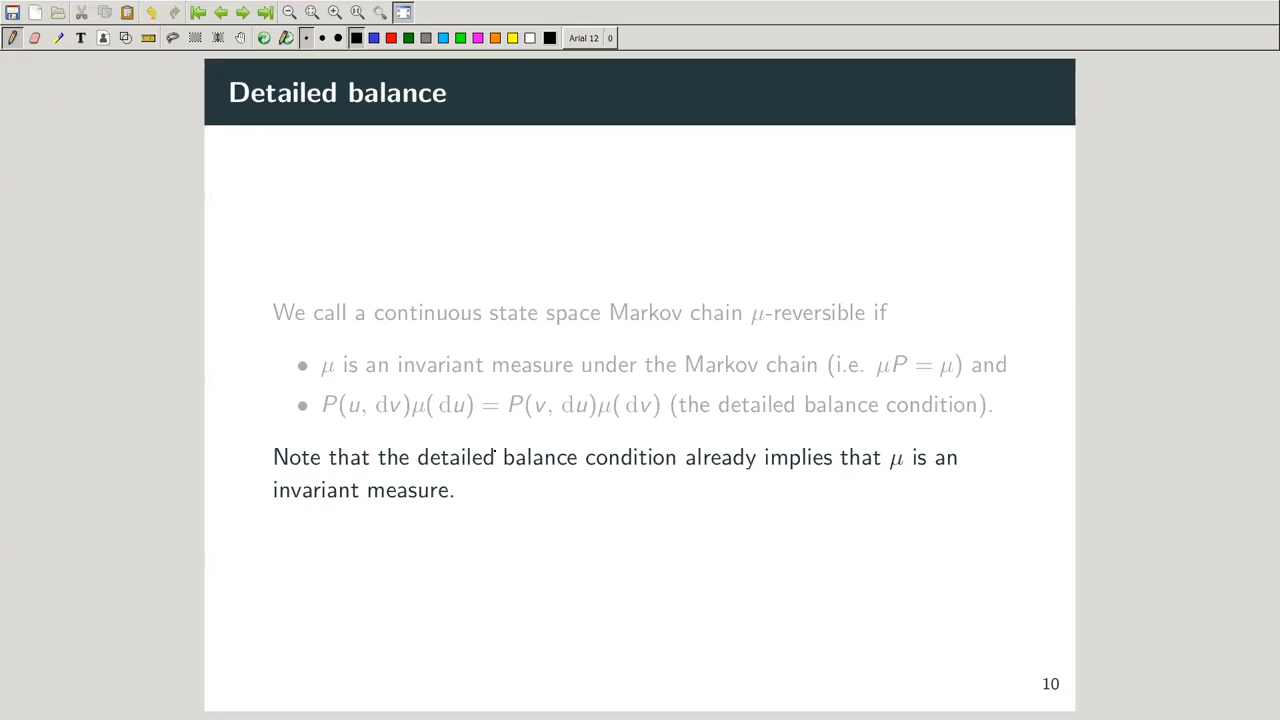 Arial 12 0
Detailed balance
We call a continuous state space Markov chain μ-reversible if
• μ is an invariant measure under the Markov chain (i.e. μP = μ) and
• P(u, dv)μ(du) = P(v, du)μ(dv) (the detailed balance condition).
Note that the detailed balance condition already implies that μ is an
invariant measure.
10